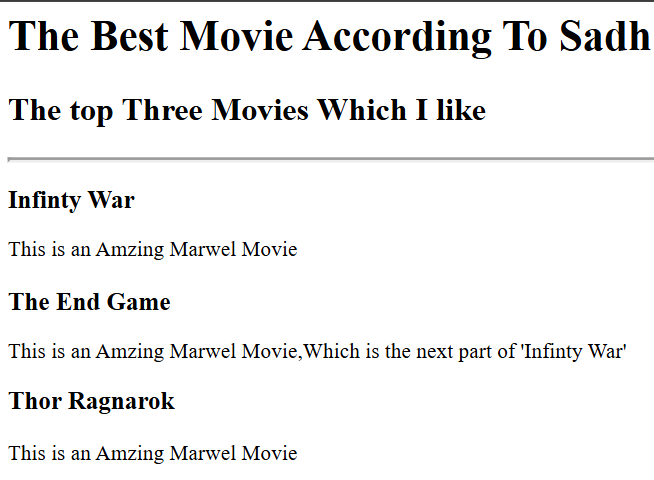 The Best Movie According To Sadh
The top Three Movies Which I like
Infinty War
This is an Amzing Marwel Movie
The End Game
This is an Amzing Marwel Movie,Which is the next part of 'Infinty War'
Thor Ragnarok
This is an Amzing Marwel Movie